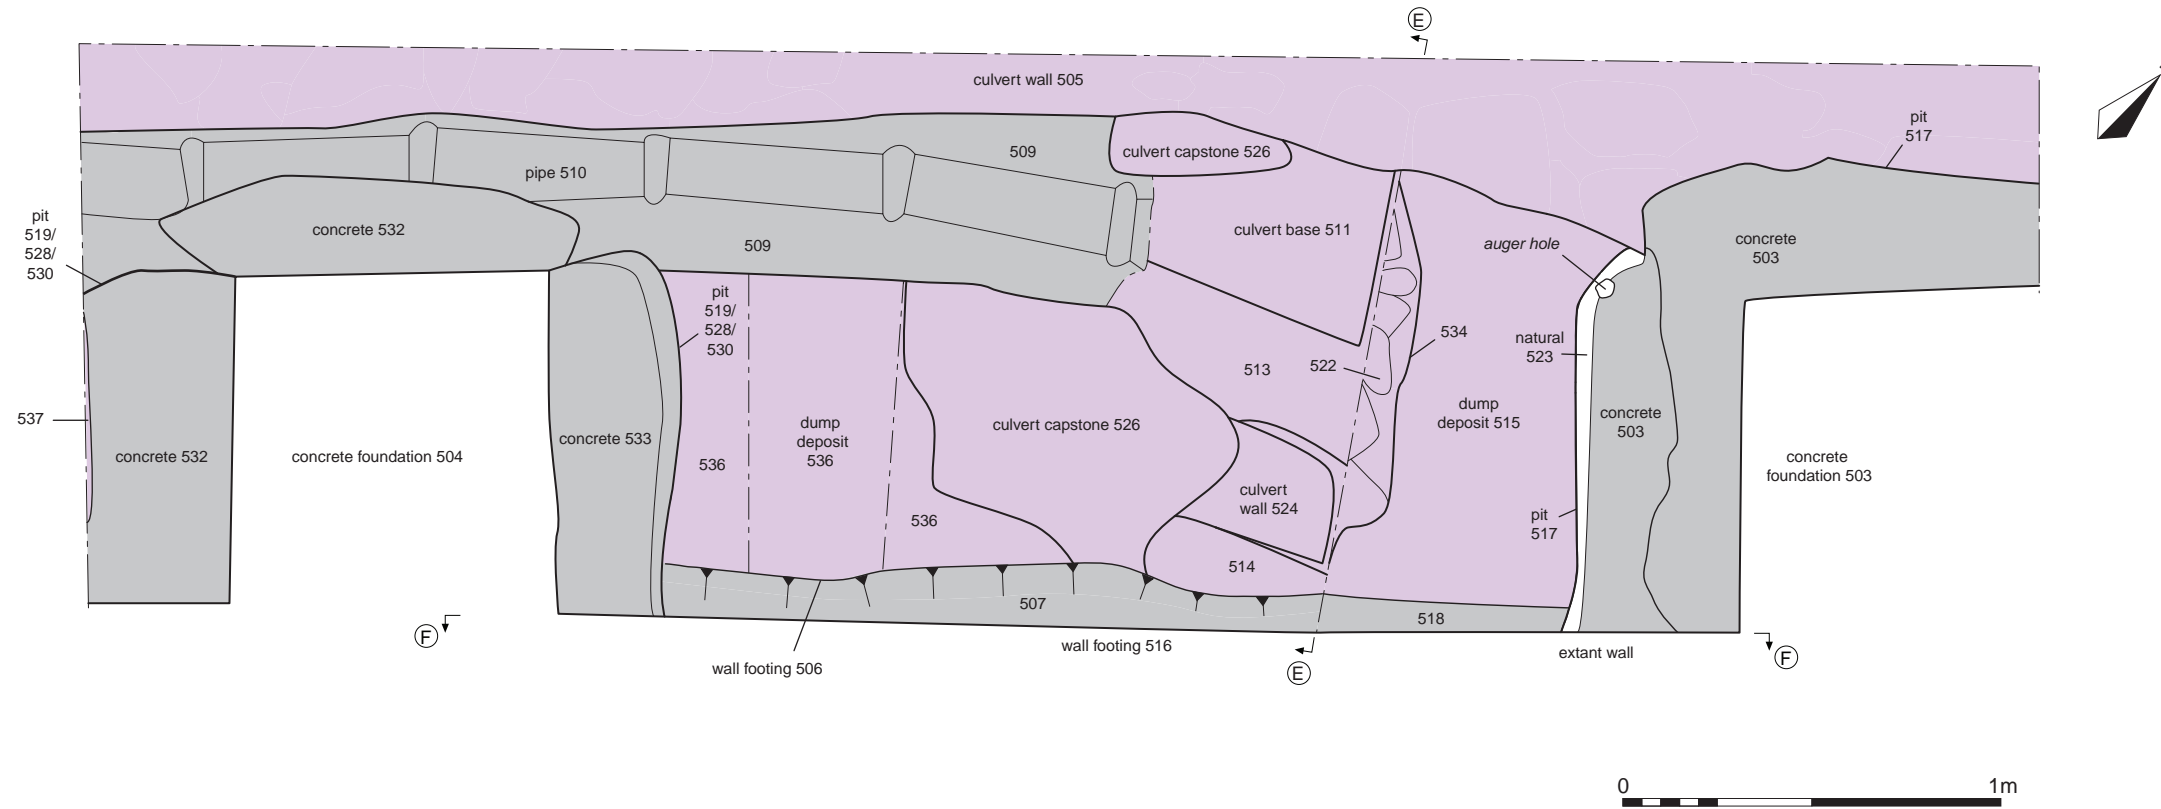 E
culvert wall 505
pit
517
509
culvert capstone 526
pipe 510
pit
519/
528/
530
concrete 532
509
culvert base 511
auger hole
concrete
503
pit
519/
528/
530
534
natural
523
513
522
537
concrete 532
concrete foundation 504
concrete 533
536
dump
deposit
536
culvert capstone 526
dump
deposit 515
concrete
503
concrete
foundation 503
culvert
wall 524
536
pit
517
514
507
518
F
wall footing 506
wall footing 516
E
extant wall
F
0
1m